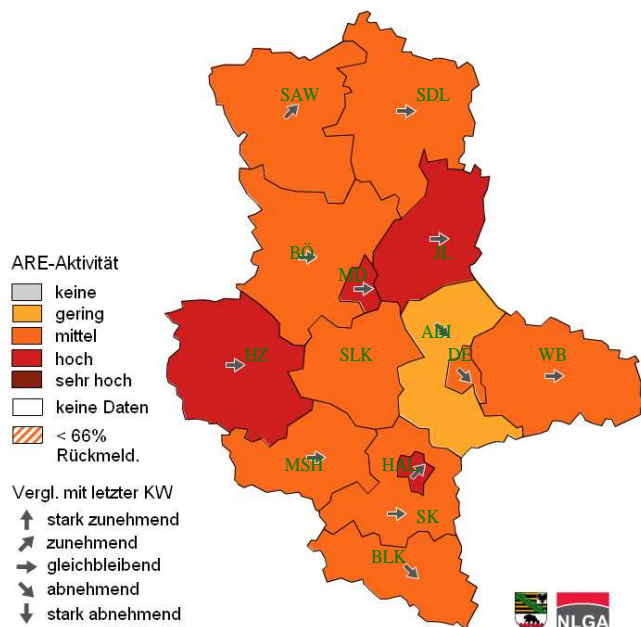 SAW
SDL
BÖ
MD
JL
ABI
HZ
SLK
DE
WB
MSH
HAL
SK
BLK
ARE-Aktivität
keine
gering
mittel
hoch
sehr hoch
keine Daten
< 66%
Rückmeld.
Vergl. mit letzter KW
stark zunehmend
zunehmend
gleichbleibend
abnehmend
stark abnehmend
NLGA